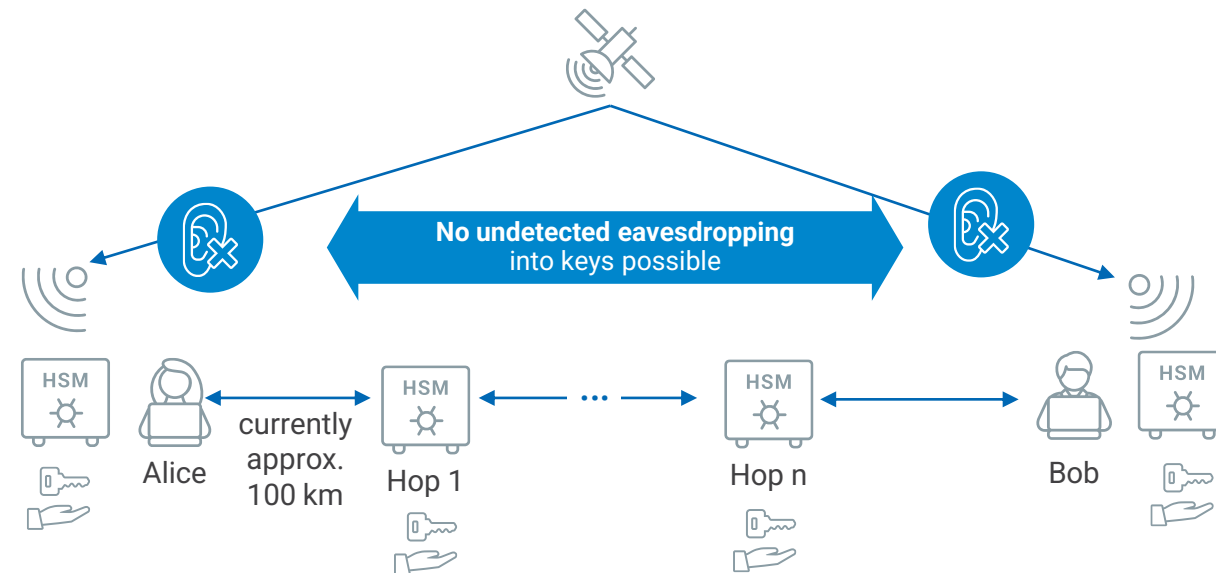 No undetected eavesdropping
into keys possible
HSM
HSM
HSM
HSM
currently
approx.
100 km
Alice
Hop 1
...
Hop n
Bob